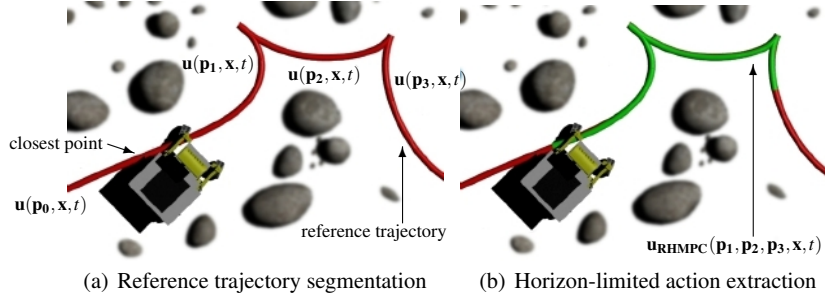 u(p₁, x, t)
u(p₂, x, t)
u(p₃, x, t)
closest point
u(p₀, x, t)
reference trajectory
(a) Reference trajectory segmentation
u_RHMPC(p₁, p₂, p₃, x, t)
(b) Horizon-limited action extraction